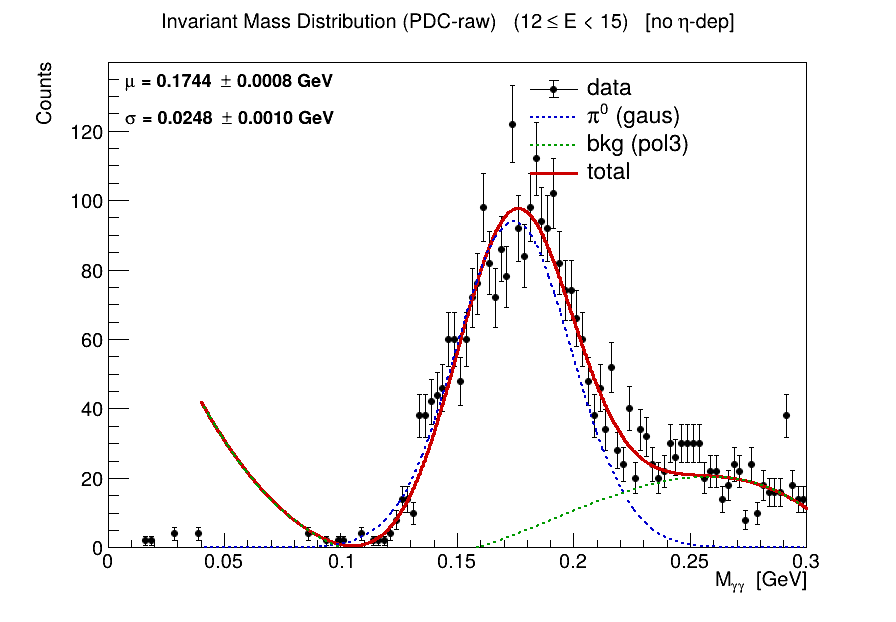 Invariant Mass Distribution (PDC-raw) (12 ≤ E < 15) [no η-dep]
μ = 0.1744 ± 0.0008 GeV
σ = 0.0248 ± 0.0010 GeV
data
π⁰ (gaus)
bkg (pol3)
total
Counts
120
100
80
60
40
20
0
0 0.05 0.1 0.15 0.2 0.25 0.3
Mγγ [GeV]